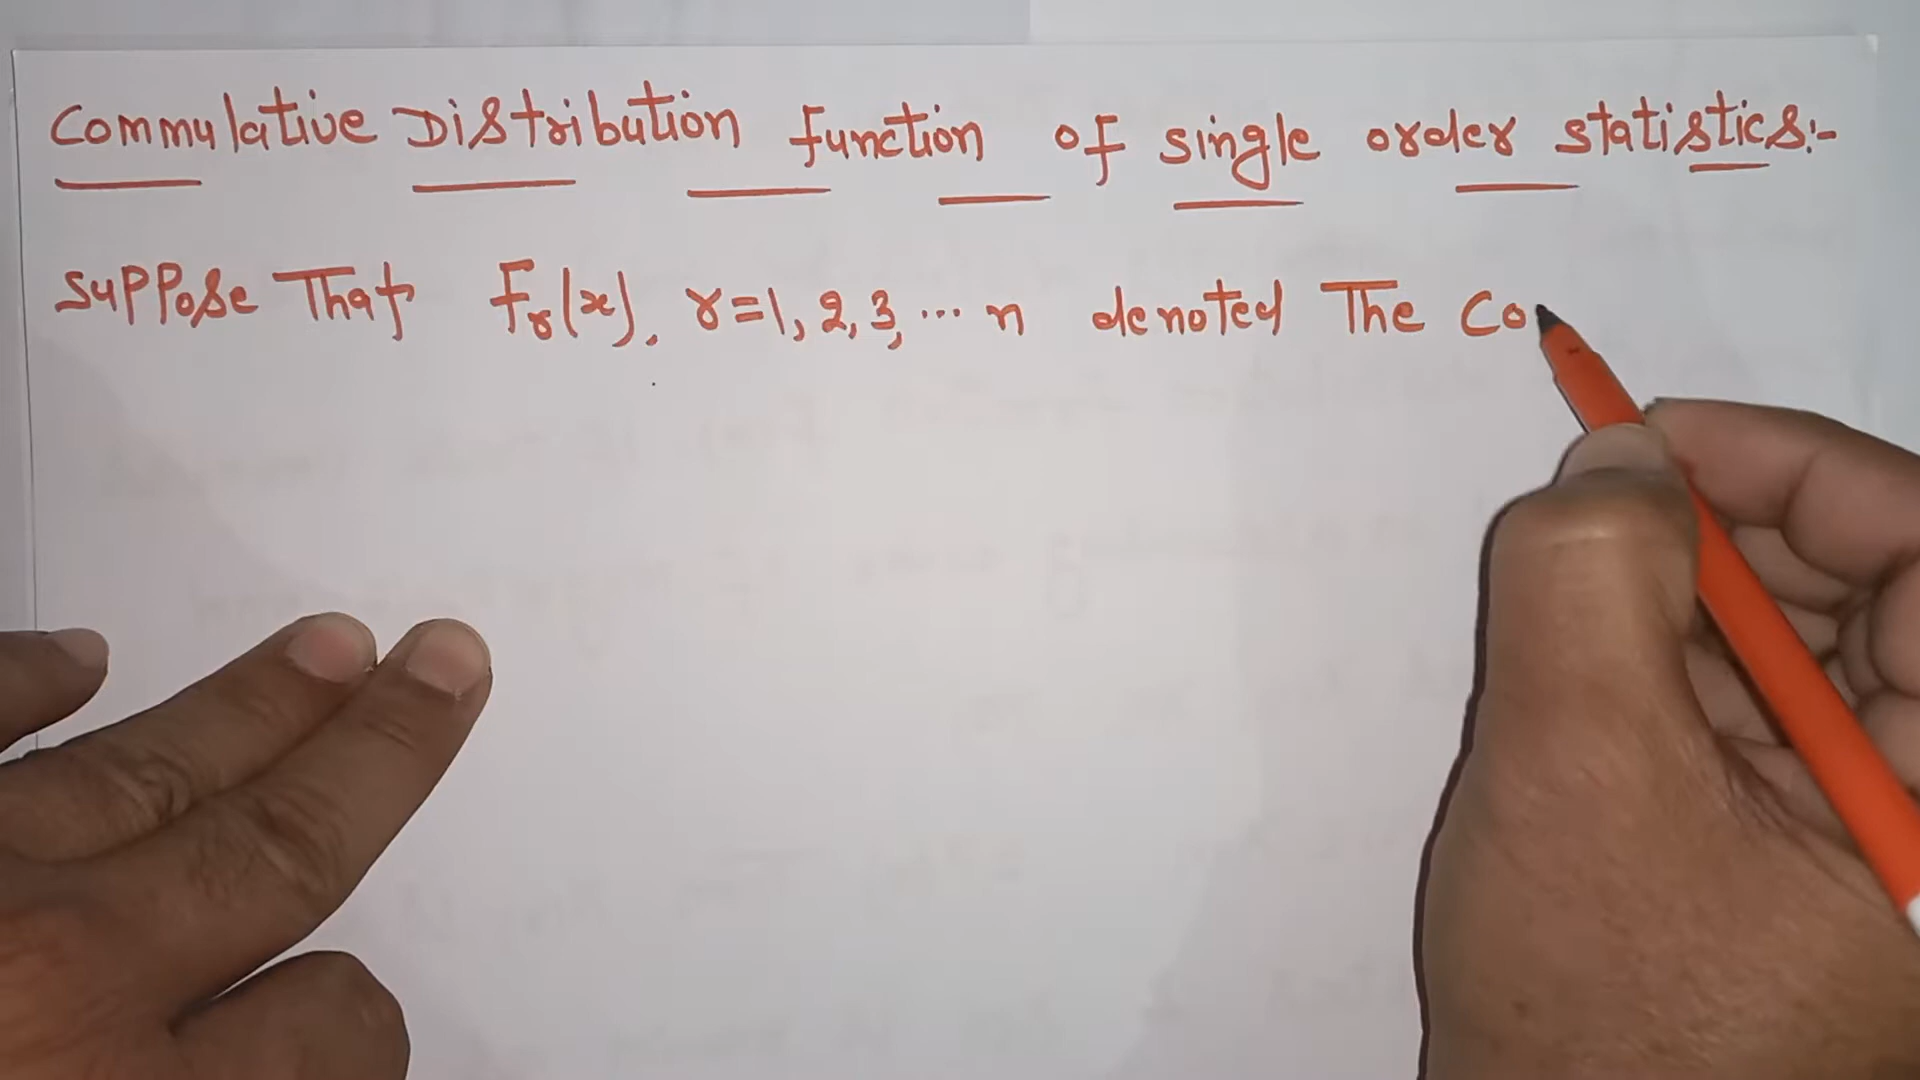 Commulative Distribution function of single order statistics:-
Suppose That Fr(x). r=1, 2, 3, ... n denoted The Co